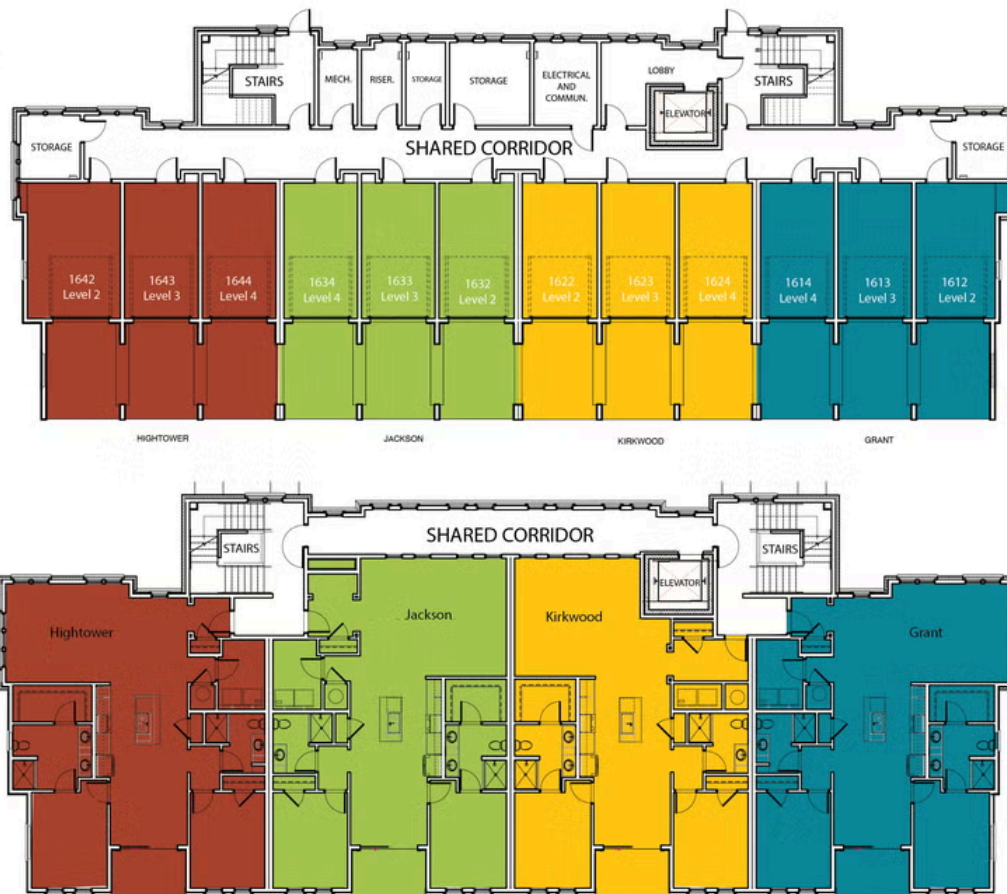 STAIRS
MECH.
RISER.
STORAGE
STORAGE
ELECTRICAL
AND
COMMUN.
LOBBY
ELEVATOR
STAIRS
STORAGE
SHARED CORRIDOR
STORAGE
1642
Level 2
1643
Level 3
1644
Level 4
1634
Level 4
1633
Level 3
1632
Level 2
1622
Level 2
1623
Level 3
1624
Level 4
1614
Level 4
1613
Level 3
1612
Level 2
HIGHTOWER
JACKSON
KIRKWOOD
GRANT
SHARED CORRIDOR
STAIRS
STAIRS
ELEVATOR
Hightower
Jackson
Kirkwood
Grant